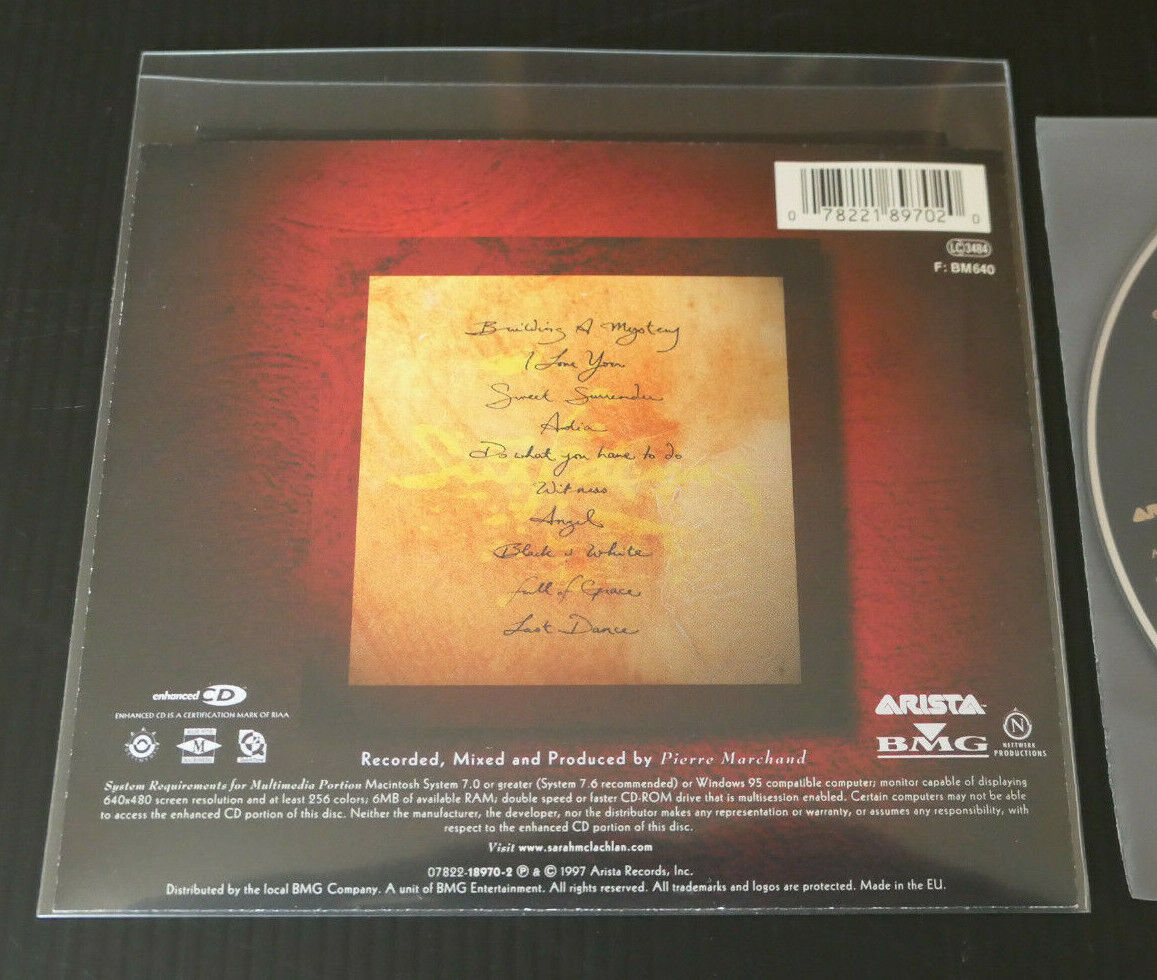 0 78221 89702 0
LC 3484
F: BM640
Building A Mystery
I Love You
Sweet Surrender
Adia
Do what you have to do
Witness
Angel
Black & White
full of Grace
Last Dance
enhanced CD
ENHANCED CD IS A CERTIFICATION MARK OF RIAA
M
ARISTA
BMG
N
NETTWERK
PRODUCTIONS
Recorded, Mixed and Produced by Pierre Marchand
System Requirements for Multimedia Portion Macintosh System 7.0 or greater (System 7.6 recommended) or Windows 95 compatible computer; monitor capable of displaying
640x480 screen resolution and at least 256 colors; 6MB of available RAM; double speed or faster CD-ROM drive that is multisession enabled. Certain computers may not be able
to access the enhanced CD portion of this disc. Neither the manufacturer, the developer, nor the distributor makes any representation or warranty, or assumes any responsibility, with
respect to the enhanced CD portion of this disc.
Visit www.sarahmclachlan.com
07822-18970-2 ℗ & © 1997 Arista Records, Inc.
Distributed by the local BMG Company. A unit of BMG Entertainment. All rights reserved. All trademarks and logos are protected. Made in the EU.